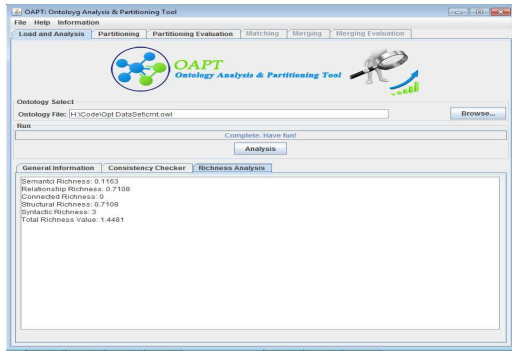 OAPT: Ontoloyg Analysis & Partitioning Tool
File Help Information
Load and Analysis Partitioning Partitioning Evaluation Matching Merging Merging Evaluation
OAPT
Ontology Analysis & Partitioning Tool
Ontology Select
Ontology File: H:\Code\Opt DataSet\cmt.owl Browse...
Run
Complete. Have fun!
Analysis
General Information Consistency Checker Richness Analysis
Semantci Richness: 0.1163
Relationship Richness: 0.7108
Connected Richness: 0
Structural Richness: 0.7108
Syntactic Richness: 3
Total Richness Value: 1.4481